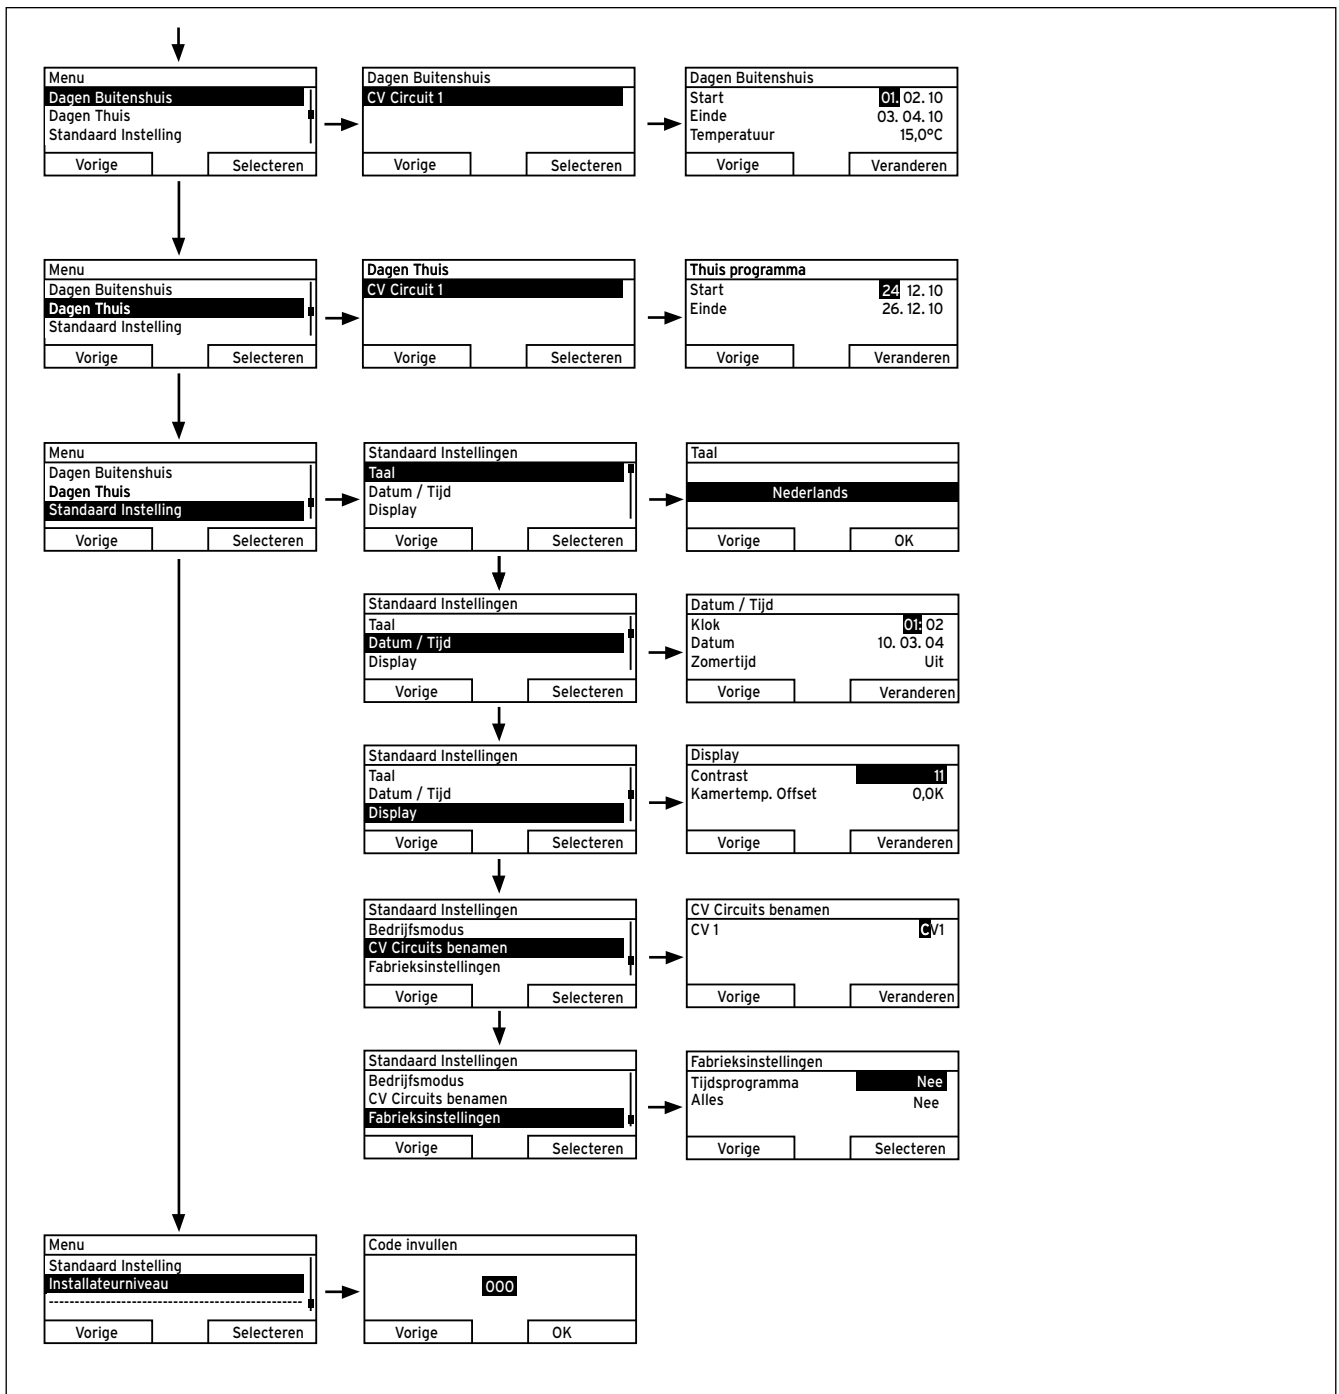 Menu
Dagen Buitenshuis
Dagen Thuis
Standaard Instelling
Vorige Selecteren
Dagen Buitenshuis
CV Circuit 1
Vorige Selecteren
Dagen Buitenshuis
Start 01. 02. 10
Einde 03. 04. 10
Temperatuur 15,0°C
Vorige Veranderen
Menu
Dagen Buitenshuis
Dagen Thuis
Standaard Instelling
Vorige Selecteren
Dagen Thuis
CV Circuit 1
Vorige Selecteren
Thuis programma
Start 24 12. 10
Einde 26. 12. 10
Vorige Veranderen
Menu
Dagen Buitenshuis
Dagen Thuis
Standaard Instelling
Vorige Selecteren
Standaard Instellingen
Taal
Datum / Tijd
Display
Vorige Selecteren
Taal
Nederlands
Vorige OK
Standaard Instellingen
Taal
Datum / Tijd
Display
Vorige Selecteren
Datum / Tijd
Klok 01: 02
Datum 10. 03. 04
Zomertijd Uit
Vorige Veranderen
Standaard Instellingen
Taal
Datum / Tijd
Display
Vorige Selecteren
Display
Contrast 11
Kamertemp. Offset 0,0K
Vorige Veranderen
Standaard Instellingen
Bedrijfsmodus
CV Circuits benamen
Fabrieksinstellingen
Vorige Selecteren
CV Circuits benamen
CV 1 CV1
Vorige Veranderen
Standaard Instellingen
Bedrijfsmodus
CV Circuits benamen
Fabrieksinstellingen
Vorige Selecteren
Fabrieksinstellingen
Tijdsprogramma Nee
Alles Nee
Vorige Selecteren
Menu
Standaard Instelling
Installateurniveau
------------------------------------------------
Vorige Selecteren
Code invullen
000
Vorige OK